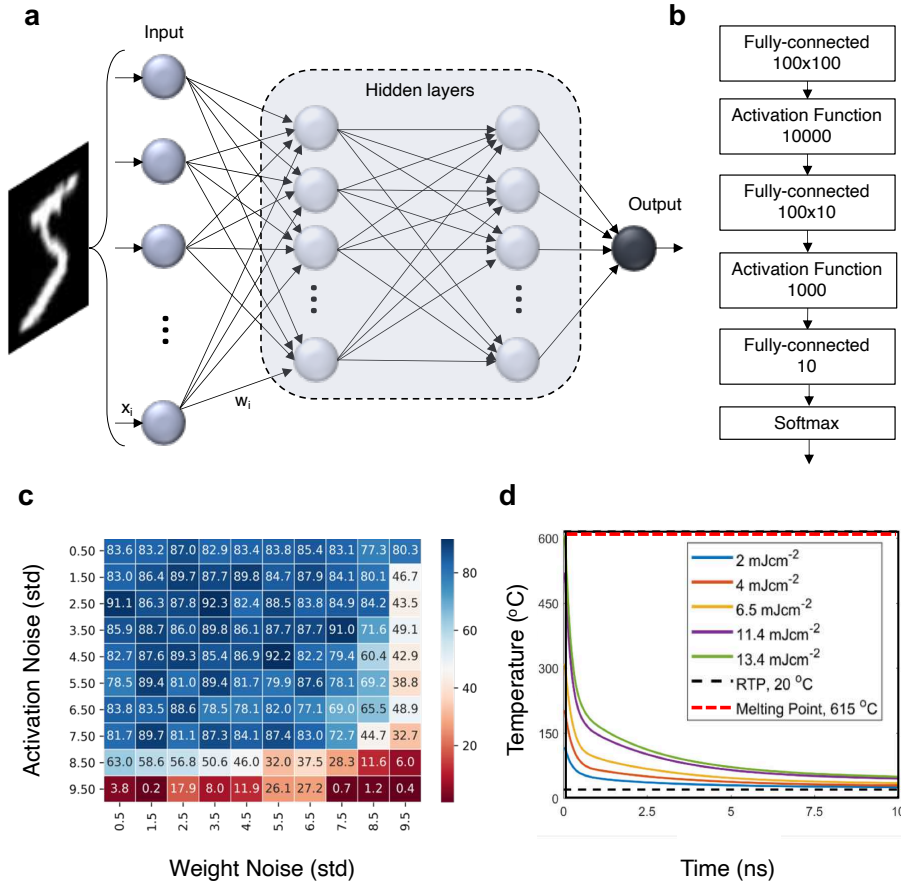 a
Input
Hidden layers
Output
x_i
w_i
b
Fully-connected
100x100
Activation Function
10000
Fully-connected
100x10
Activation Function
1000
Fully-connected
10
Softmax
c
Activation Noise (std)
0.50 83.6 83.2 87.0 82.9 83.4 83.8 85.4 83.1 77.3 80.3
1.50 83.0 86.4 89.7 87.7 89.8 84.7 87.9 84.1 80.1 46.7
2.50 91.1 86.3 87.8 92.3 82.4 88.5 83.8 84.9 84.2 43.5
3.50 85.9 88.7 86.0 89.8 86.1 87.7 87.7 91.0 71.6 49.1
4.50 82.7 87.6 89.3 85.4 86.9 92.2 82.2 79.4 60.4 42.9
5.50 78.5 89.4 81.0 89.4 81.7 79.9 87.6 78.1 69.2 38.8
6.50 83.2 83.5 88.6 78.5 78.1 82.0 77.1 69.0 65.5 48.9
7.50 81.7 89.7 81.1 87.3 84.1 87.4 83.0 72.7 44.7 32.7
8.50 63.0 58.6 56.8 50.6 46.0 32.0 37.5 28.3 11.6 6.0
9.50 3.8 0.2 17.9 8.0 11.9 26.1 27.2 0.7 1.2 0.4
0.5 1.5 2.5 3.5 4.5 5.5 6.5 7.5 8.5 9.5
Weight Noise (std)
80
60
40
20
d
Temperature (°C)
600
450
300
150
0
2 mJcm⁻²
4 mJcm⁻²
6.5 mJcm⁻²
11.4 mJcm⁻²
13.4 mJcm⁻²
RTP, 20 °C
Melting Point, 615 °C
0 2.5 5 7.5 10
Time (ns)